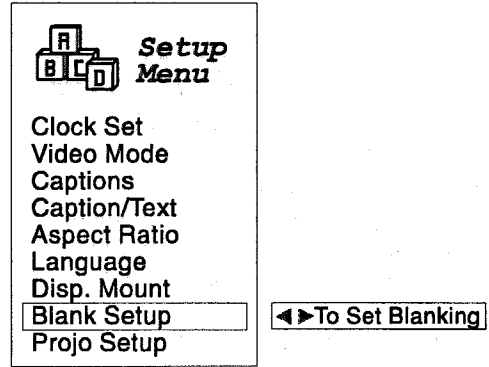 A
B C D
Setup
Menu
Clock Set
Video Mode
Captions
Caption/Text
Aspect Ratio
Language
Disp. Mount
Blank Setup
◀ ▶To Set Blanking
Projo Setup